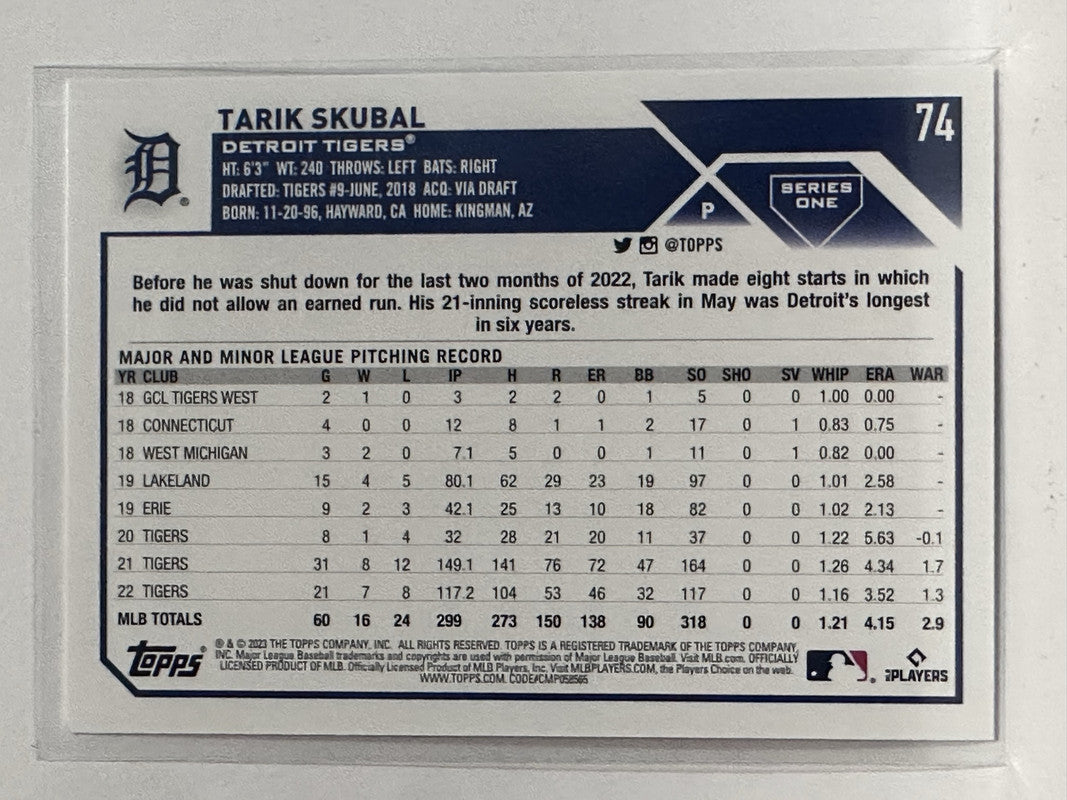 TARIK SKUBAL
74
DETROIT TIGERS®
HT: 6'3" WT: 240 THROWS: LEFT BATS: RIGHT
DRAFTED: TIGERS #9-JUNE, 2018 ACQ: VIA DRAFT
BORN: 11-20-96, HAYWARD, CA HOME: KINGMAN, AZ
D®
P
SERIES
ONE
@TOPPS
Before he was shut down for the last two months of 2022, Tarik made eight starts in which
he did not allow an earned run. His 21-inning scoreless streak in May was Detroit's longest
in six years.
MAJOR AND MINOR LEAGUE PITCHING RECORD
YR CLUB G W L IP H R ER BB SO SHO SV WHIP ERA WAR
18 GCL TIGERS WEST 2 1 0 3 2 2 0 1 5 0 0 1.00 0.00 -
18 CONNECTICUT 4 0 0 12 8 1 1 2 17 0 1 0.83 0.75 -
18 WEST MICHIGAN 3 2 0 7.1 5 0 0 1 11 0 1 0.82 0.00 -
19 LAKELAND 15 4 5 80.1 62 29 23 19 97 0 0 1.01 2.58 -
19 ERIE 9 2 3 42.1 25 13 10 18 82 0 0 1.02 2.13 -
20 TIGERS 8 1 4 32 28 21 20 11 37 0 0 1.22 5.63 -0.1
21 TIGERS 31 8 12 149.1 141 76 72 47 164 0 0 1.26 4.34 1.7
22 TIGERS 21 7 8 117.2 104 53 46 32 117 0 0 1.16 3.52 1.3
MLB TOTALS 60 16 24 299 273 150 138 90 318 0 0 1.21 4.15 2.9
Topps®
® & © 2023 THE TOPPS COMPANY, INC. ALL RIGHTS RESERVED. TOPPS IS A REGISTERED TRADEMARK OF THE TOPPS COMPANY,
INC. Major League Baseball trademarks and copyrights are used with permission of Major League Baseball. Visit MLB.com. OFFICIALLY
LICENSED PRODUCT OF MLB. Officially Licensed Product of MLB Players, Inc. Visit MLBPLAYERS.COM, the Players Choice on the web.
WWW.TOPPS.COM. CODE#CMP058565
MLB PLAYERS